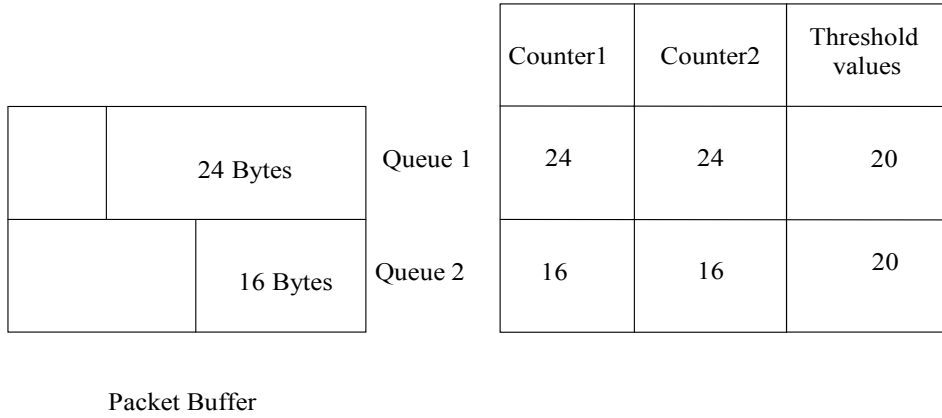 Counter1 Counter2 Threshold
values
24 Bytes Queue 1 24 24 20
16 Bytes Queue 2 16 16 20
Packet Buffer